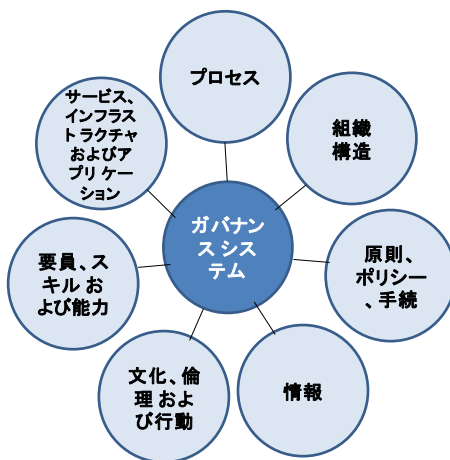 プロセス
組織
構造
原則、
ポリシー
、手続
情報
文化、倫
理 およ
び行動
要員、ス
キル お
よび能力
サービス、
インフラス
トラクチャ
およびア
プリケー
ション
ガバナン
スシス
テム